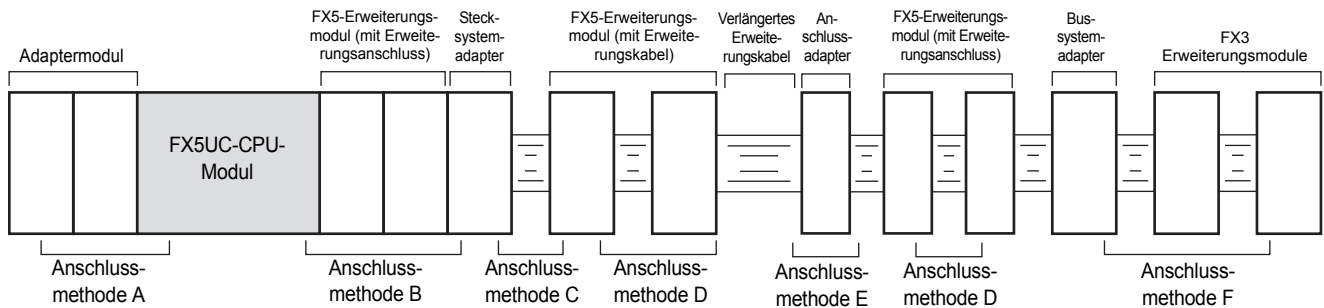 Adaptermodul
FX5-Erweiterungs-
modul (mit Erweite-
rungsanschluss)
Steck-
system-
adapter
FX5-Erweiterungs-
modul (mit Erweite-
rungskabel)
Verlängertes
Erweite-
rungskabel
An-
schluss-
adapter
FX5-Erweiterungs-
modul (mit Erweite-
rungsanschluss)
Bus-
system-
adapter
FX3
Erweiterungsmodule
FX5UC-CPU-
Modul
Anschluss-
methode A
Anschluss-
methode B
Anschluss-
methode C
Anschluss-
methode D
Anschluss-
methode E
Anschluss-
methode D
Anschluss-
methode F